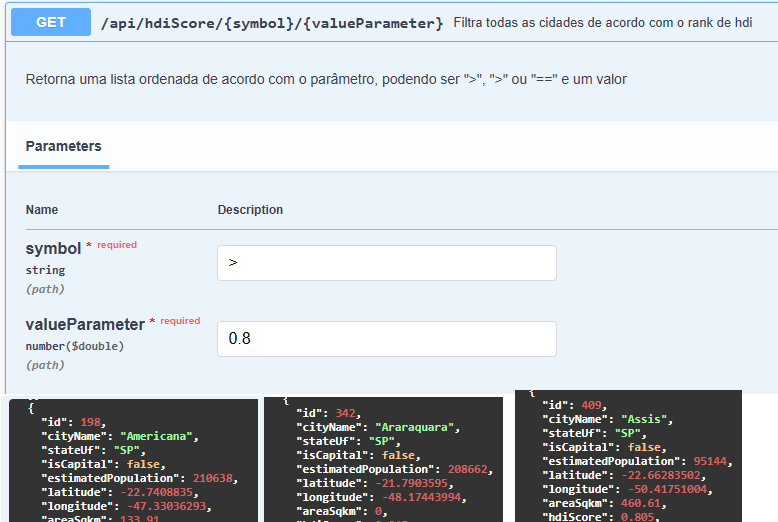 GET /api/hdiScore/{symbol}/{valueParameter} Filtra todas as cidades de acordo com o rank de hdi
Retorna uma lista ordenada de acordo com o parâmetro, podendo ser ">", ">" ou "==" e um valor
Parameters
Name Description
symbol * required
string
(path)
>
valueParameter * required
number($double)
(path)
0.8
{
"id": 198,
"cityName": "Americana",
"stateUf": "SP",
"isCapital": false,
"estimatedPopulation": 210638,
"latitude": -22.7408835,
"longitude": -47.33036293,
"areaSqkm": 133.91
{
"id": 342,
"cityName": "Araraquara",
"stateUf": "SP",
"isCapital": false,
"estimatedPopulation": 208662,
"latitude": -21.7903595,
"longitude": -48.17443994,
"areaSqkm": 0,
{
"id": 409,
"cityName": "Assis",
"stateUf": "SP",
"isCapital": false,
"estimatedPopulation": 95144,
"latitude": -22.66283502,
"longitude": -50.41751004,
"areaSqkm": 460.61,
"hdiScore": 0.805,